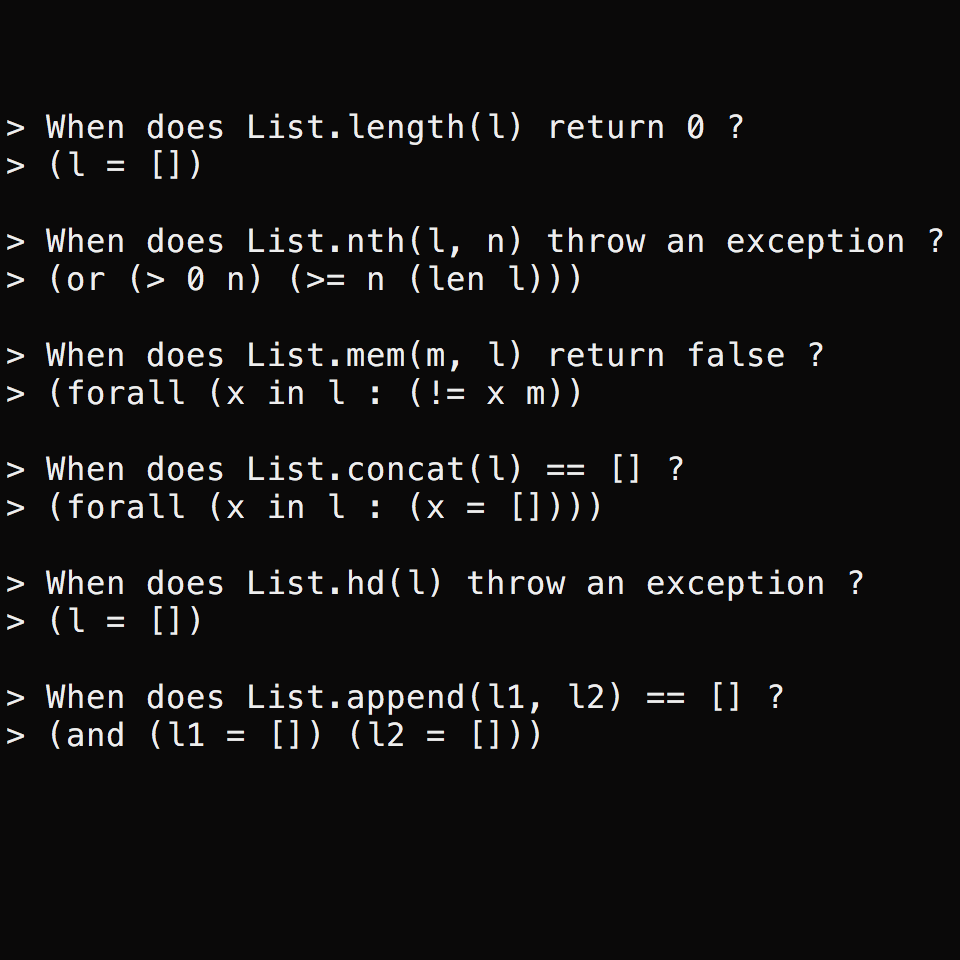 > When does List.length(l) return 0 ?
> (l = [])
> When does List.nth(l, n) throw an exception ?
> (or (> 0 n) (>= n (len l)))
> When does List.mem(m, l) return false ?
> (forall (x in l : (!= x m))
> When does List.concat(l) == [] ?
> (forall (x in l : (x = [])))
> When does List.hd(l) throw an exception ?
> (l = [])
> When does List.append(l1, l2) == [] ?
> (and (l1 = []) (l2 = []))